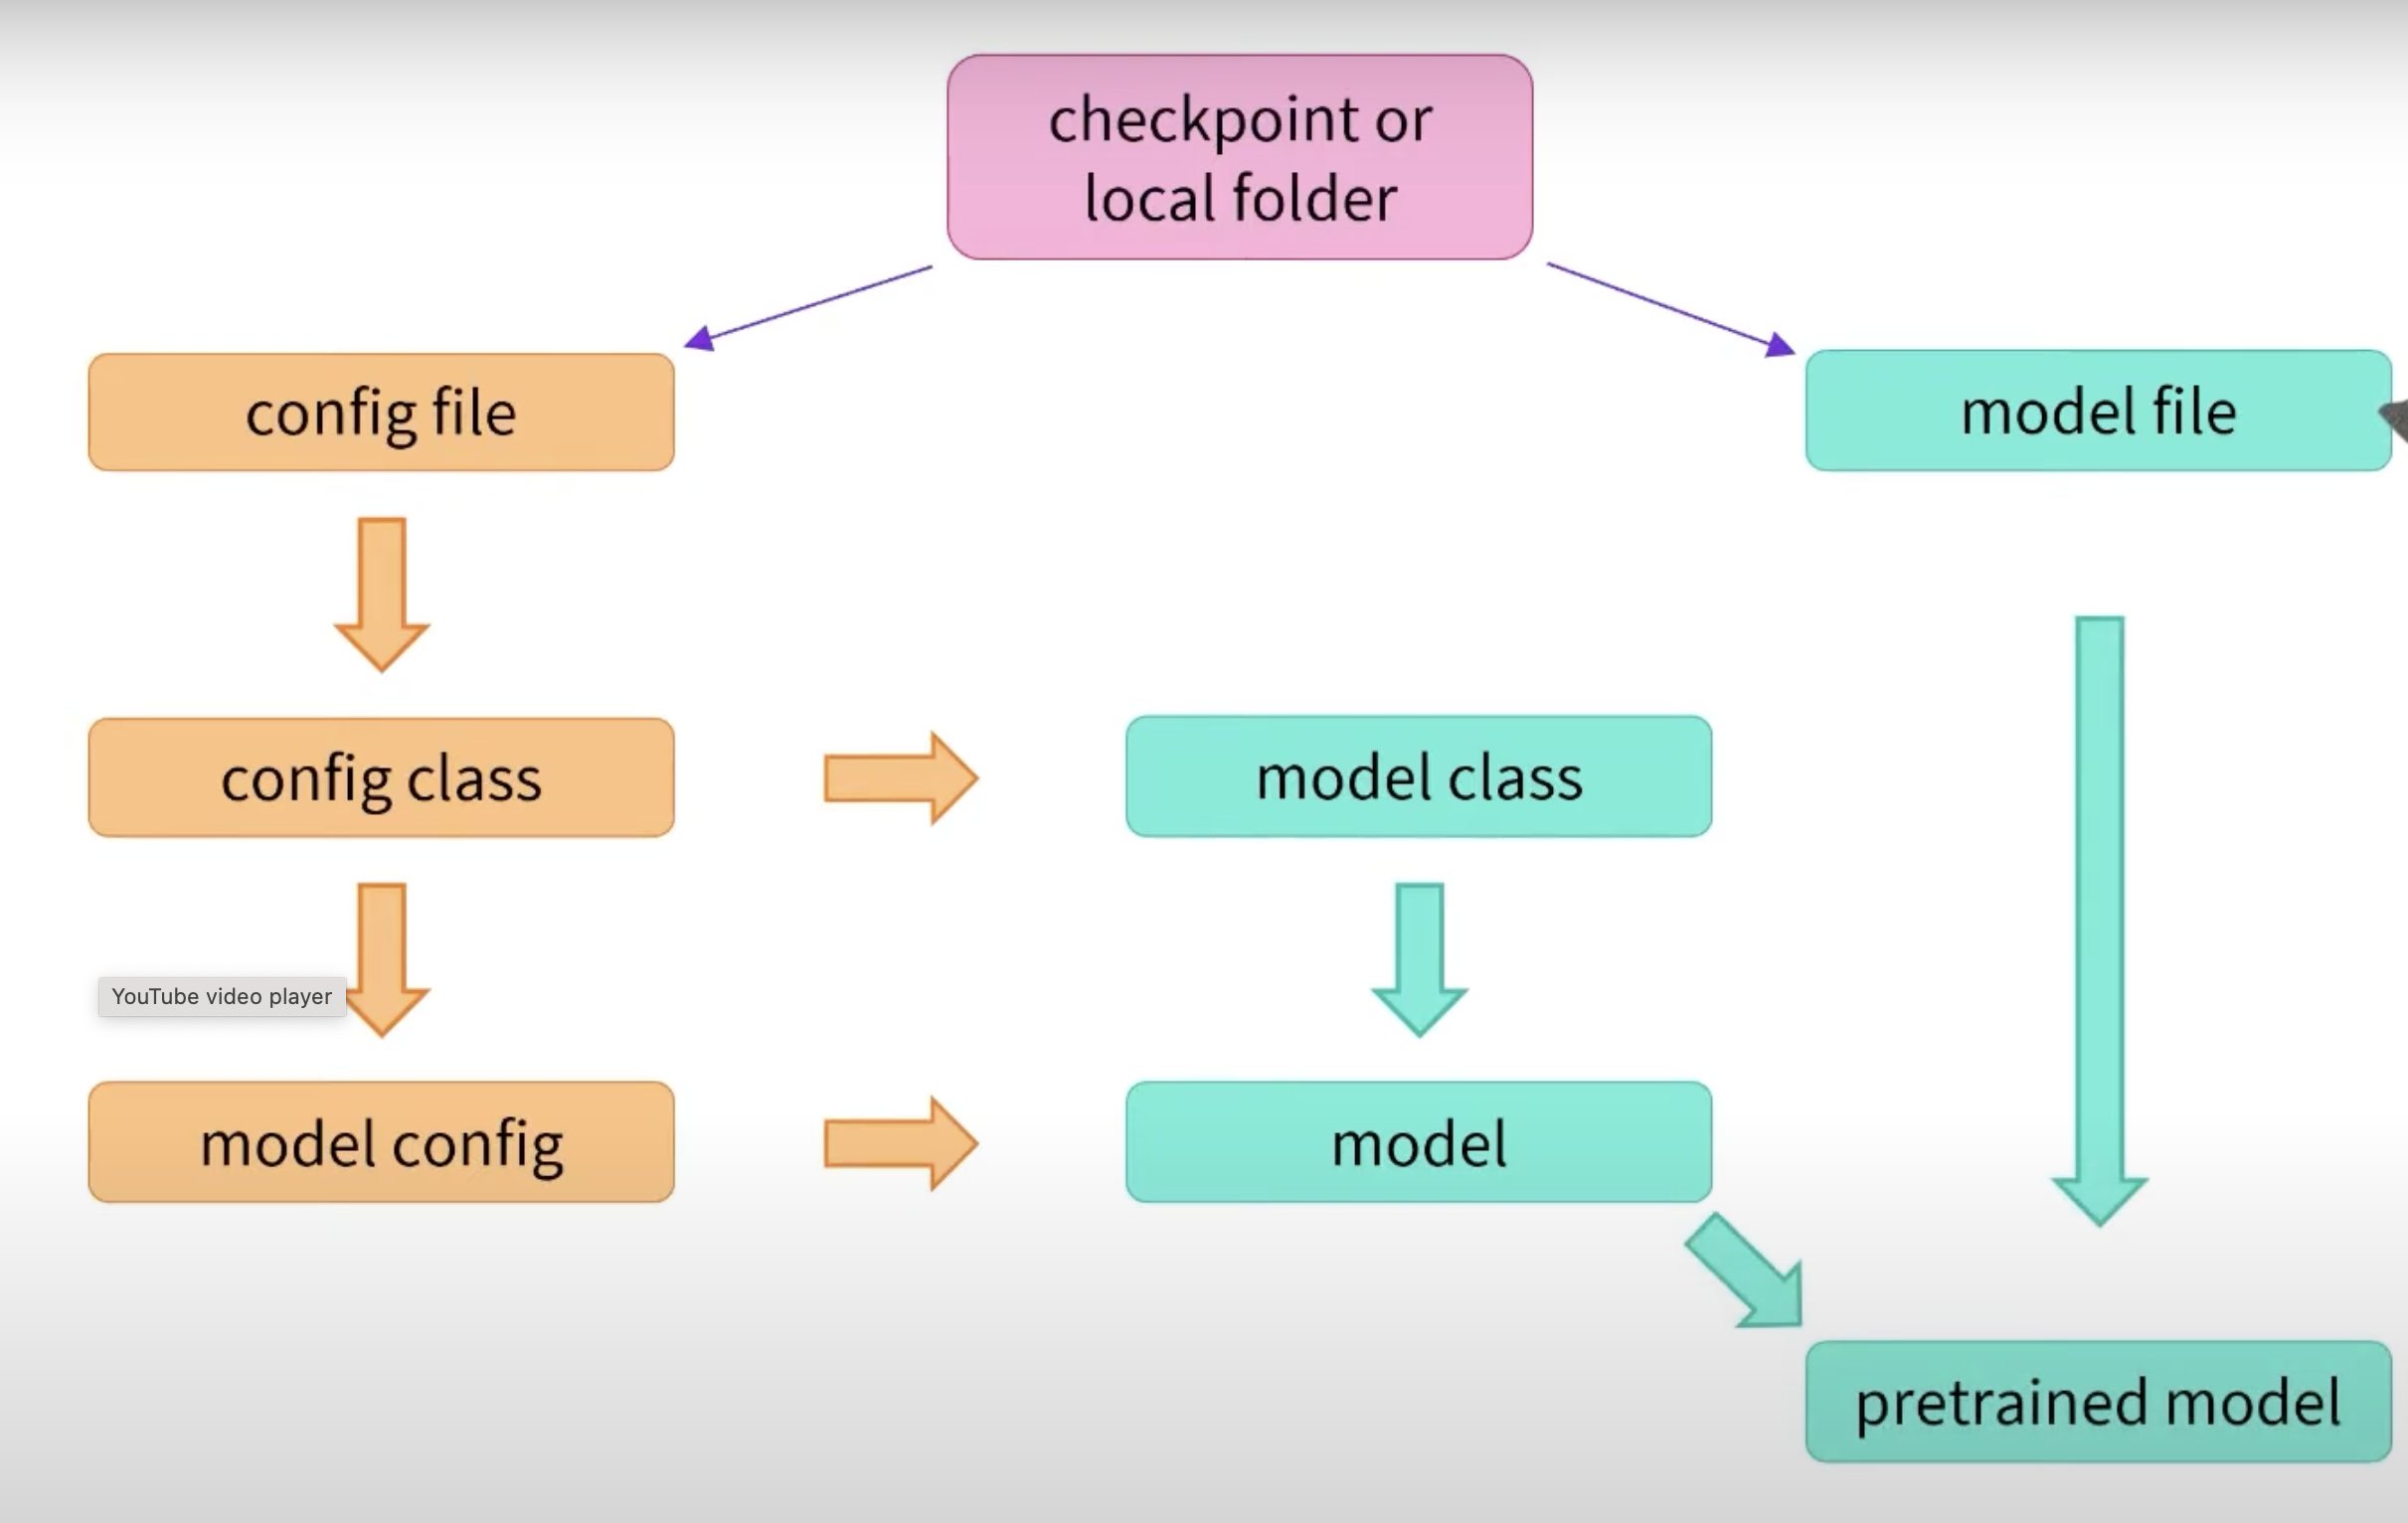 checkpoint or
local folder
config file
model file
config class
model class
YouTube video player
model config
model
pretrained model